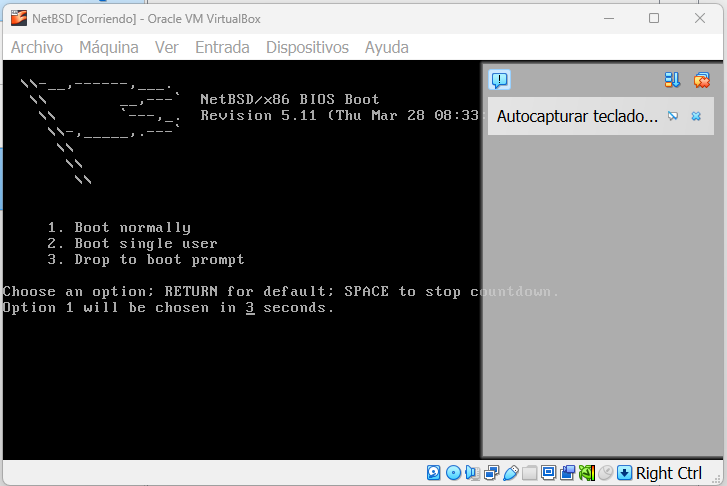 NetBSD [Corriendo] - Oracle VM VirtualBox
Archivo Máquina Ver Entrada Dispositivos Ayuda
NetBSD/x86 BIOS Boot
Revision 5.11 (Thu Mar 28 08:33:
Autocapturar teclado...
1. Boot normally
2. Boot single user
3. Drop to boot prompt
Choose an option; RETURN for default; SPACE to stop countdown.
Option 1 will be chosen in 3 seconds.
Right Ctrl